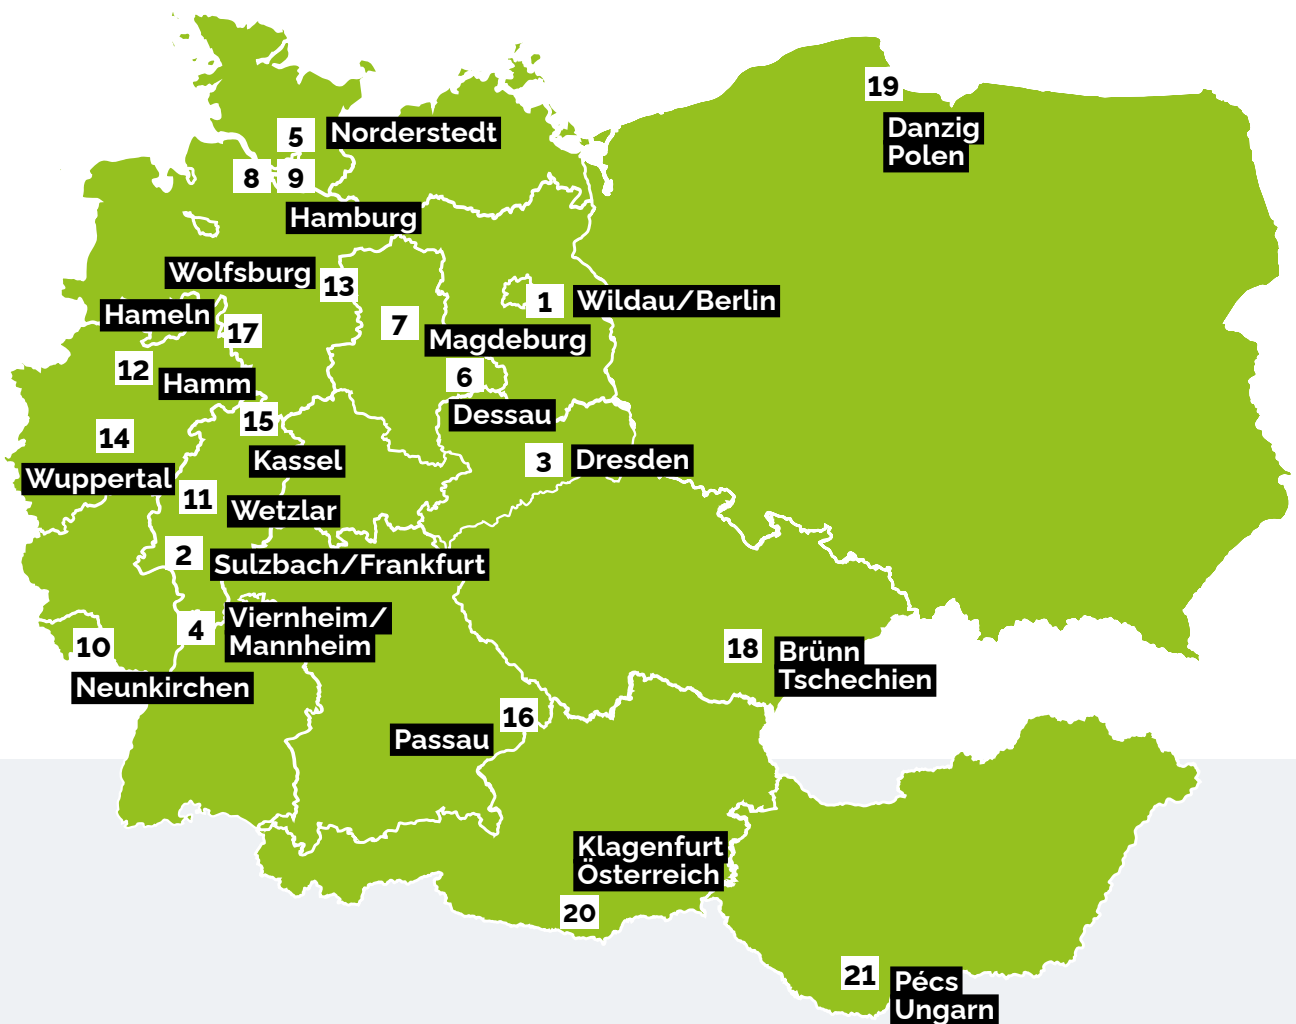 19
Danzig
Polen
5
Norderstedt
8
9
Hamburg
Wolfsburg
13
1
Wildau/Berlin
Hameln
17
7
Magdeburg
12
Hamm
6
Dessau
15
Kassel
14
Wuppertal
3
Dresden
11
Wetzlar
2
Sulzbach/Frankfurt
4
Viernheim/
Mannheim
10
Neunkirchen
18
Brünn
Tschechien
16
Passau
Klagenfurt
Österreich
20
21
Pécs
Ungarn